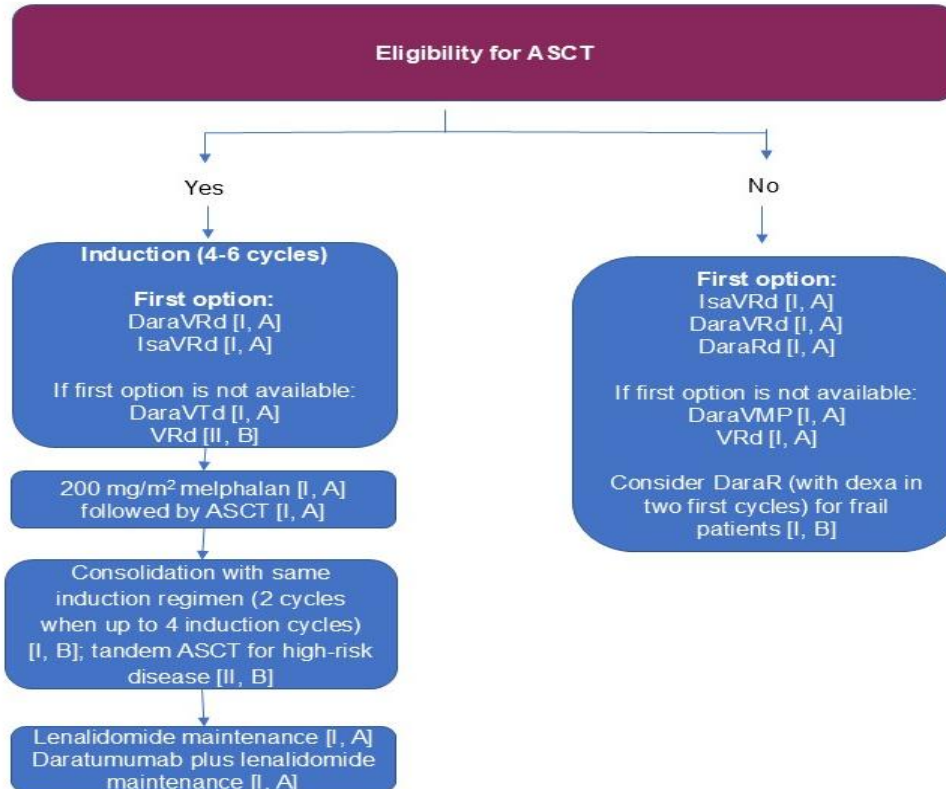 Eligibility for ASCT
Yes
No
Induction (4-6 cycles)
First option:
DaraVRd [I, A]
IsaVRd [I, A]
If first option is not available:
DaraVTd [I, A]
VRd [II, B]
200 mg/m² melphalan [I, A]
followed by ASCT [I, A]
Consolidation with same
induction regimen (2 cycles
when up to 4 induction cycles)
[I, B]; tandem ASCT for high-risk
disease [II, B]
Lenalidomide maintenance [I, A]
Daratumumab plus lenalidomide
maintenance [I, A]
First option:
IsaVRd [I, A]
DaraVRd [I, A]
DaraRd [I, A]
If first option is not available:
DaraVMP [I, A]
VRd [I, A]
Consider DaraR (with dexa in
two first cycles) for frail
patients [I, B]